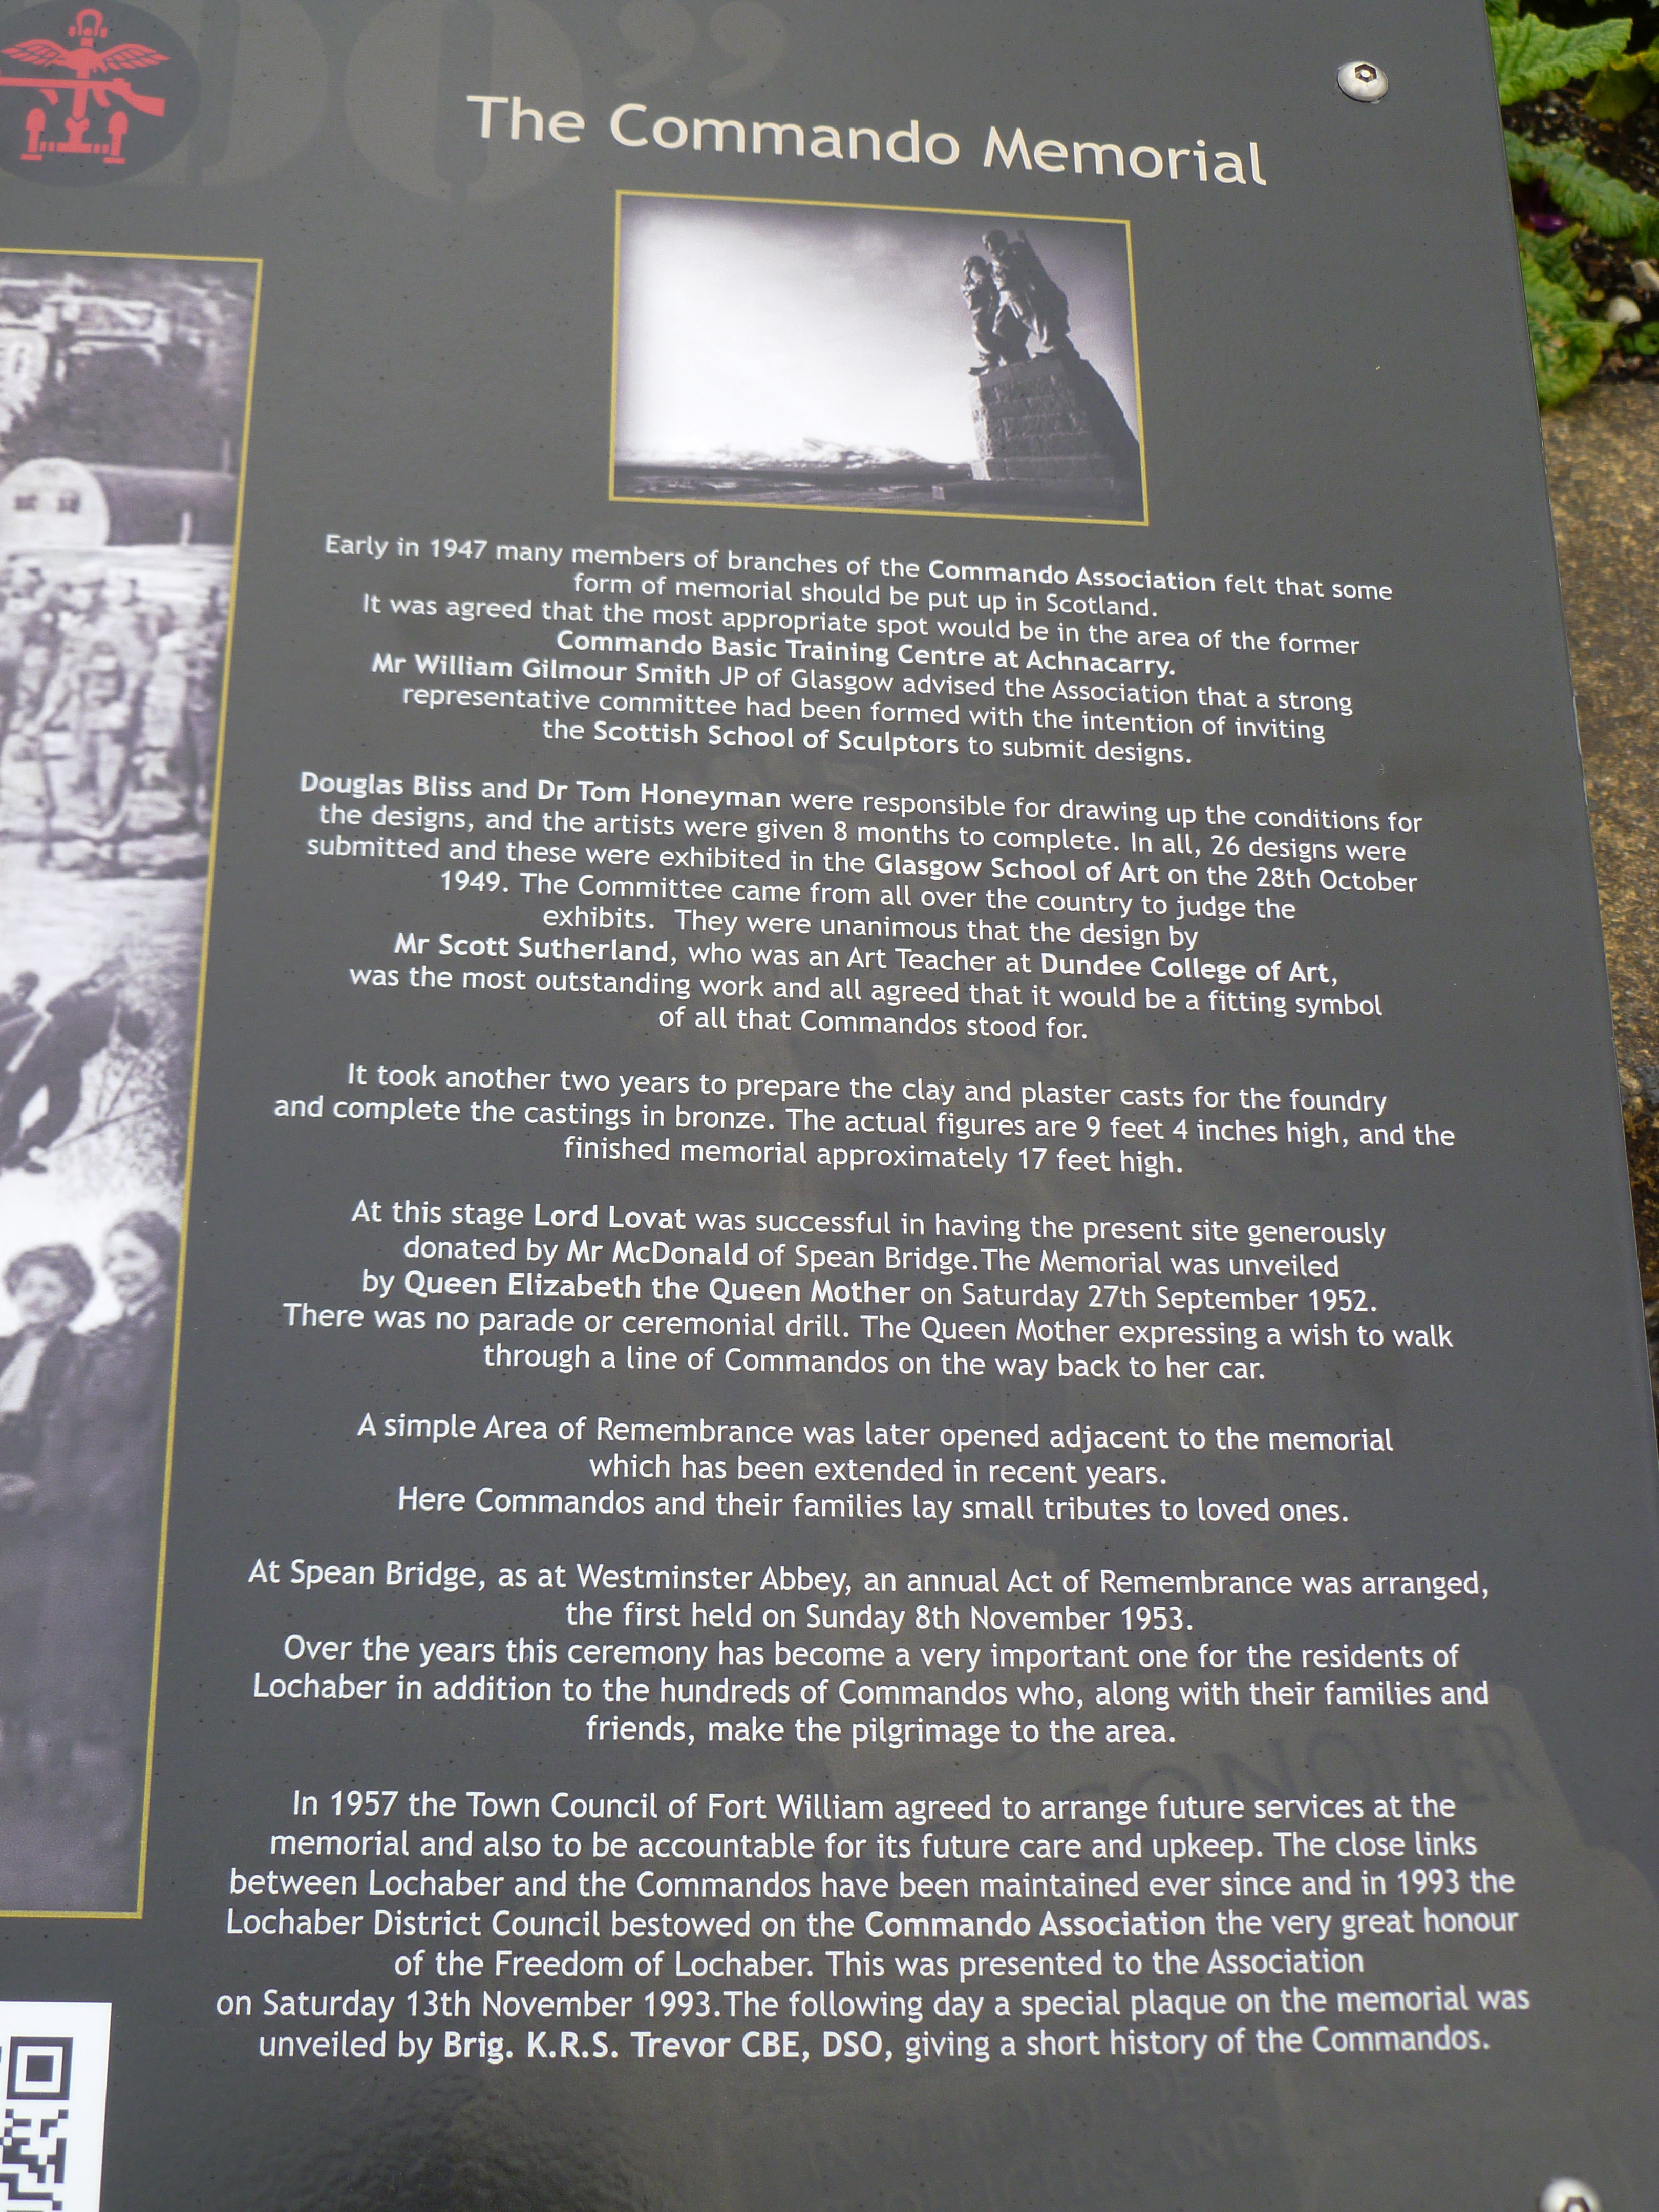 DO”
The Commando Memorial
Early in 1947 many members of branches of the Commando Association felt that some
form of memorial should be put up in Scotland.
It was agreed that the most appropriate spot would be in the area of the former
Commando Basic Training Centre at Achnacarry.
Mr William Gilmour Smith JP of Glasgow advised the Association that a strong
representative committee had been formed with the intention of inviting
the Scottish School of Sculptors to submit designs.
Douglas Bliss and Dr Tom Honeyman were responsible for drawing up the conditions for
the designs, and the artists were given 8 months to complete. In all, 26 designs were
submitted and these were exhibited in the Glasgow School of Art on the 28th October
1949. The Committee came from all over the country to judge the
exhibits.  They were unanimous that the design by
Mr Scott Sutherland, who was an Art Teacher at Dundee College of Art,
was the most outstanding work and all agreed that it would be a fitting symbol
of all that Commandos stood for.
It took another two years to prepare the clay and plaster casts for the foundry
and complete the castings in bronze. The actual figures are 9 feet 4 inches high, and the
finished memorial approximately 17 feet high.
At this stage Lord Lovat was successful in having the present site generously
donated by Mr McDonald of Spean Bridge.The Memorial was unveiled
by Queen Elizabeth the Queen Mother on Saturday 27th September 1952.
There was no parade or ceremonial drill. The Queen Mother expressing a wish to walk
through a line of Commandos on the way back to her car.
A simple Area of Remembrance was later opened adjacent to the memorial
which has been extended in recent years.
Here Commandos and their families lay small tributes to loved ones.
At Spean Bridge, as at Westminster Abbey, an annual Act of Remembrance was arranged,
the first held on Sunday 8th November 1953.
Over the years this ceremony has become a very important one for the residents of
Lochaber in addition to the hundreds of Commandos who, along with their families and
friends, make the pilgrimage to the area.
In 1957 the Town Council of Fort William agreed to arrange future services at the
memorial and also to be accountable for its future care and upkeep. The close links
between Lochaber and the Commandos have been maintained ever since and in 1993 the
Lochaber District Council bestowed on the Commando Association the very great honour
of the Freedom of Lochaber. This was presented to the Association
on Saturday 13th November 1993.The following day a special plaque on the memorial was
unveiled by Brig. K.R.S. Trevor CBE, DSO, giving a short history of the Commandos.
CONQUER